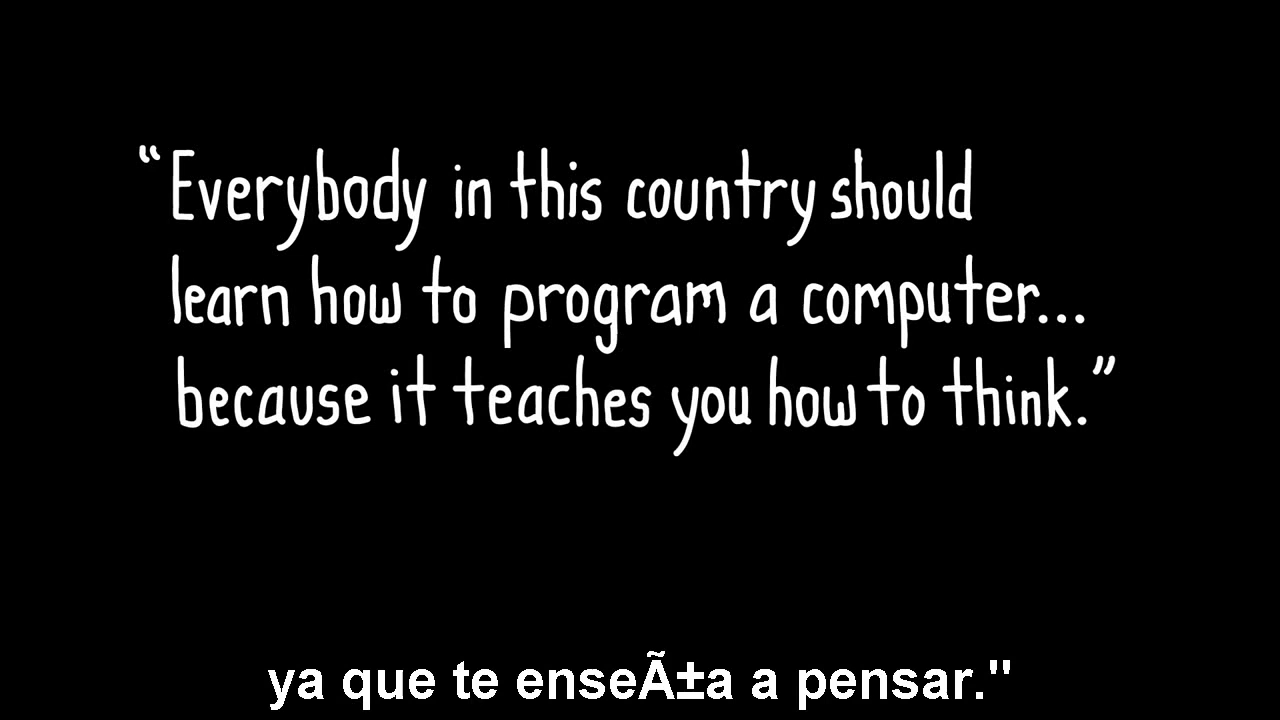 “Everybody in this country should
learn how to program a computer...
because it teaches you how to think.”
ya que te enseÃ±a a pensar."